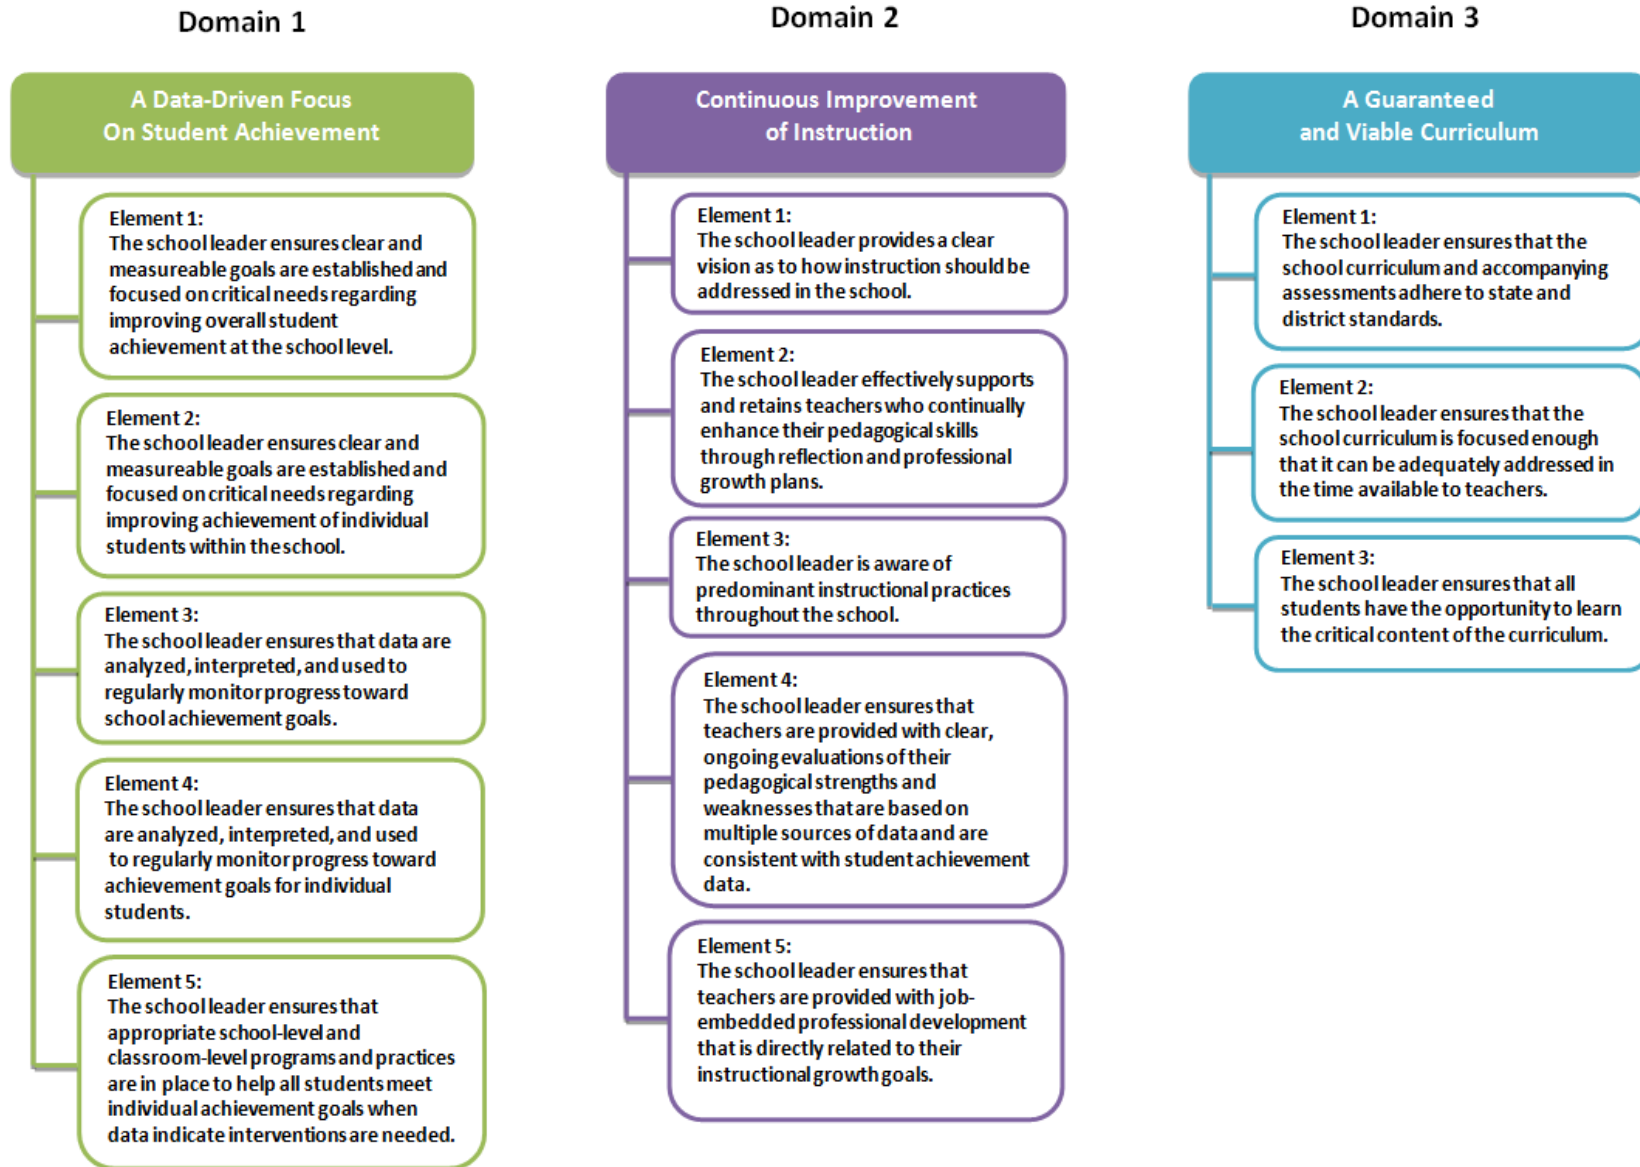 Domain 1
A Data-Driven Focus
On Student Achievement
Element 1:
The school leader ensures clear and
measureable goals are established and
focused on critical needs regarding
improving overall student
achievement at the school level.
Element 2:
The school leader ensures clear and
measureable goals are established and
focused on critical needs regarding
improving achievement of individual
students within the school.
Element 3:
The school leader ensures that data are
analyzed, interpreted, and used to
regularly monitor progress toward
school achievement goals.
Element 4:
The school leader ensures that data
are analyzed, interpreted, and used
to regularly monitor progress toward
achievement goals for individual
students.
Element 5:
The school leader ensures that
appropriate school-level and
classroom-level programs and practices
are in place to help all students meet
individual achievement goals when
data indicate interventions are needed.
Domain 2
Continuous Improvement
of Instruction
Element 1:
The school leader provides a clear
vision as to how instruction should be
addressed in the school.
Element 2:
The school leader effectively supports
and retains teachers who continually
enhance their pedagogical skills
through reflection and professional
growth plans.
Element 3:
The school leader is aware of
predominant instructional practices
throughout the school.
Element 4:
The school leader ensures that
teachers are provided with clear,
ongoing evaluations of their
pedagogical strengths and
weaknesses that are based on
multiple sources of data and are
consistent with student achievement
data.
Element 5:
The school leader ensures that
teachers are provided with job-
embedded professional development
that is directly related to their
instructional growth goals.
Domain 3
A Guaranteed
and Viable Curriculum
Element 1:
The school leader ensures that the
school curriculum and accompanying
assessments adhere to state and
district standards.
Element 2:
The school leader ensures that the
school curriculum is focused enough
that it can be adequately addressed in
the time available to teachers.
Element 3:
The school leader ensures that all
students have the opportunity to learn
the critical content of the curriculum.